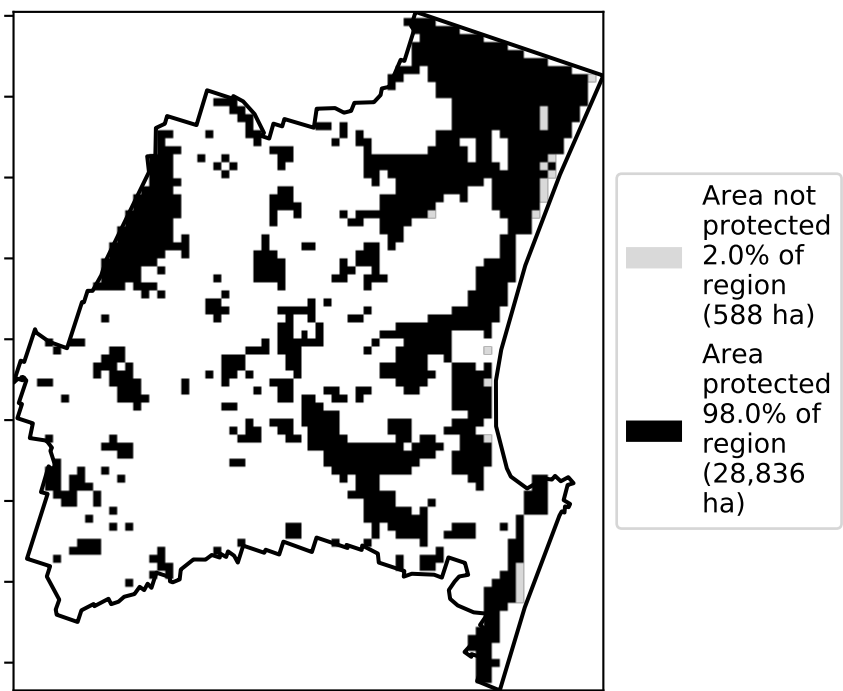 Area not
protected
2.0% of
region
(588 ha)
Area
protected
98.0% of
region
(28,836
ha)